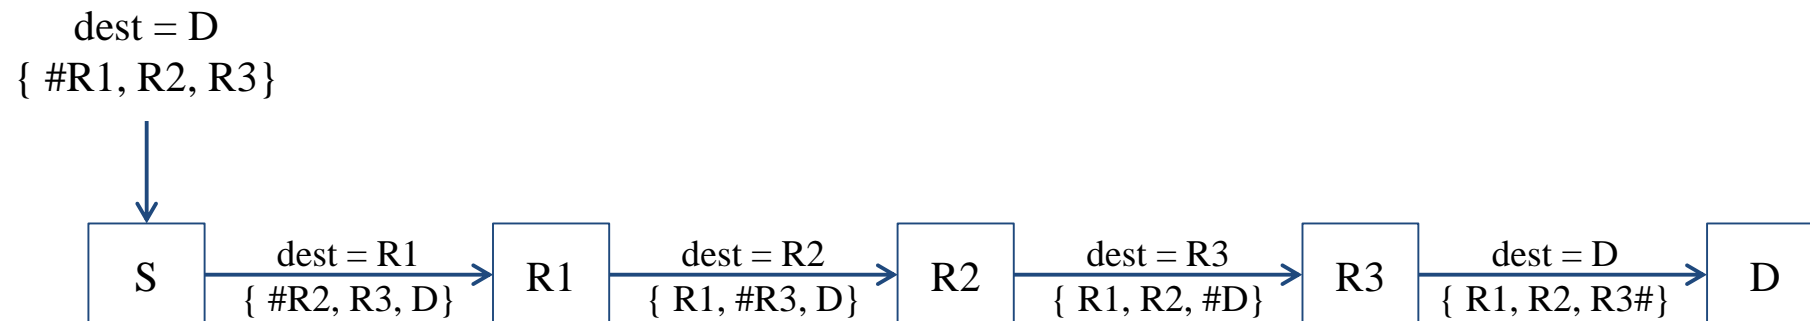 dest = D
{ #R1, R2, R3}
S
dest = R1
{ #R2, R3, D}
R1
dest = R2
{ R1, #R3, D}
R2
dest = R3
{ R1, R2, #D}
R3
dest = D
{ R1, R2, R3#}
D